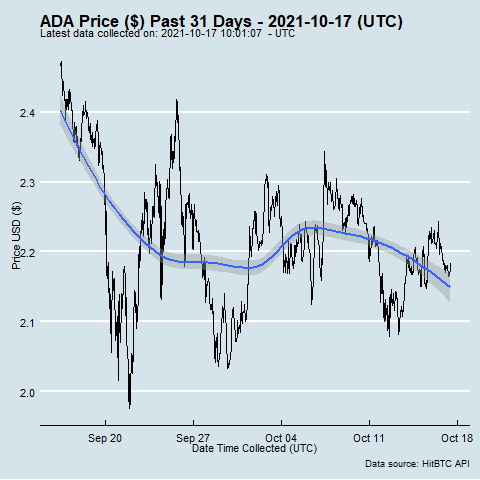 ADA Price ($) Past 31 Days - 2021-10-17 (UTC)
Latest data collected on: 2021-10-17 10:01:07 - UTC
2.4
2.3
2.2
2.1
2.0
Price USD ($)
Sep 20 Sep 27 Oct 04 Oct 11 Oct 18
Date Time Collected (UTC)
Data source: HitBTC API